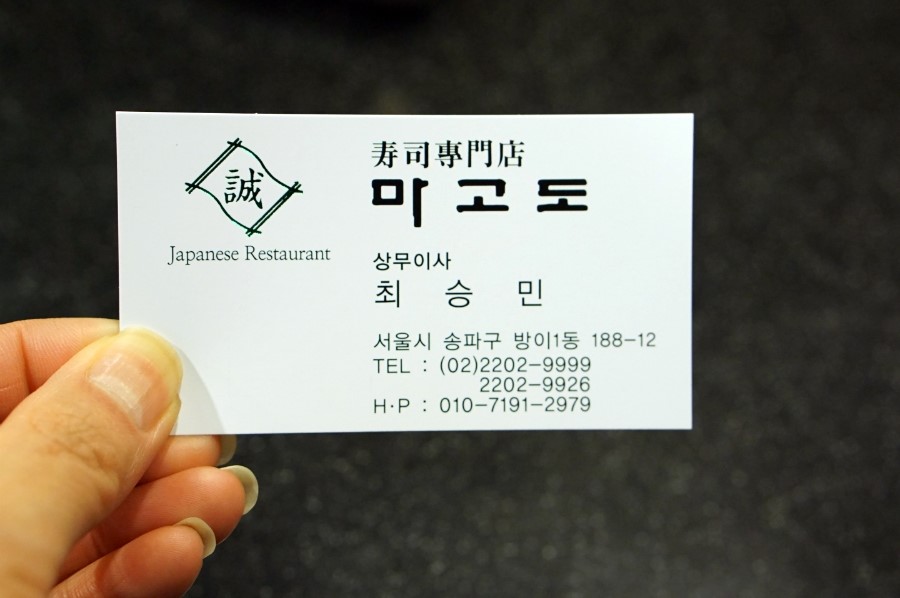 誠
Japanese Restaurant
寿司專門店
마고도
상무이사
최 승 민
서울시 송파구 방이1동 188-12
TEL : (02)2202-9999
2202-9926
H·P : 010-7191-2979